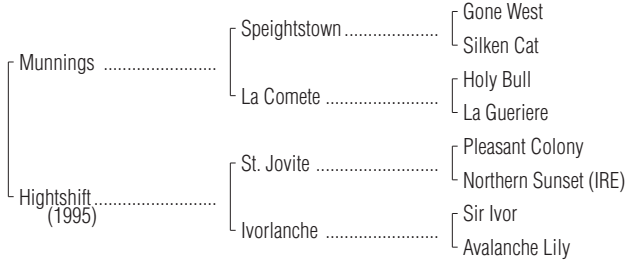 Gone West
Speightstown
Silken Cat
Munnings
Holy Bull
La Comete
La Gueriere
Pleasant Colony
St. Jovite
Northern Sunset (IRE)
Hightshift
(1995)
Sir Ivor
Ivorlanche
Avalanche Lily